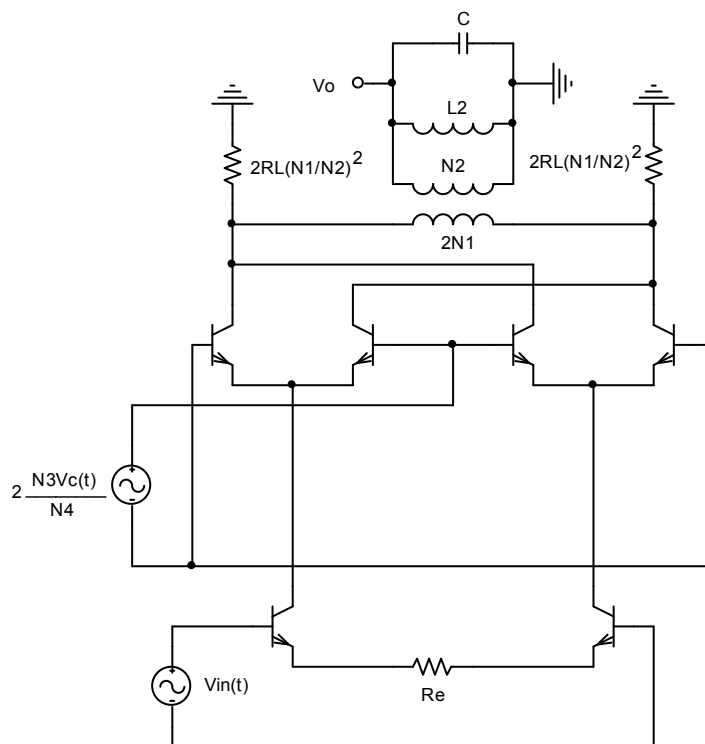 C
Vo
L2
2RL(N1/N2)²
N2
2RL(N1/N2)²
2N1
+
-
2 N3Vc(t)
N4
+
-
Vin(t)
Re